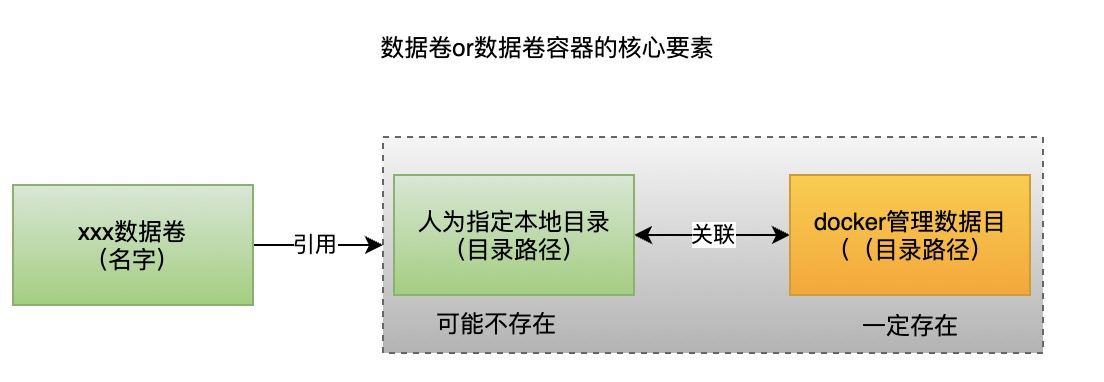 数据卷or数据卷容器的核心要素
xxx数据卷
（名字）
引用
人为指定本地目录
（目录路径）
关联
docker管理数据目
（（目录路径）
可能不存在
一定存在